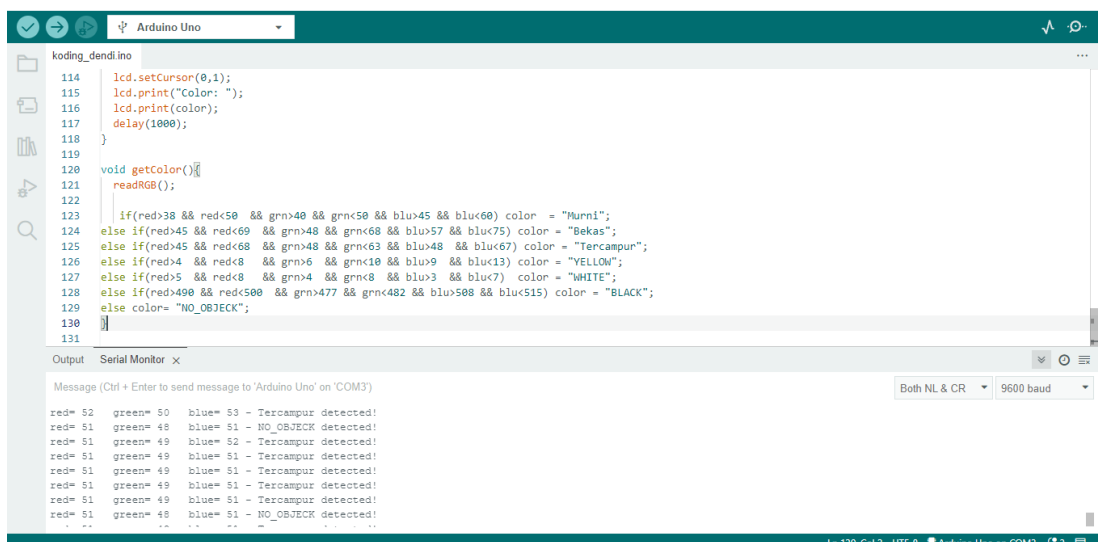 Arduino Uno
koding_dendi.ino
114 lcd.setCursor(0,1);
115 lcd.print("Color: ");
116 lcd.print(color);
117 delay(1000);
118 }
119
120 void getColor(){
121 readRGB();
122
123 if(red>38 && red<50 && grn>40 && grn<50 && blu>45 && blu<60) color = "Murni";
124 else if(red>45 && red<69 && grn>48 && grn<68 && blu>57 && blu<75) color = "Bekas";
125 else if(red>45 && red<68 && grn>48 && grn<63 && blu>48 && blu<67) color = "Tercampur";
126 else if(red>4 && red<8 && grn>6 && grn<10 && blu>9 && blu<13) color = "YELLOW";
127 else if(red>5 && red<8 && grn>4 && grn<8 && blu>3 && blu<7) color = "WHITE";
128 else if(red>490 && red<500 && grn>477 && grn<482 && blu>508 && blu<515) color = "BLACK";
129 else color= "NO_OBJECK";
130 }
131
Output Serial Monitor
Message (Ctrl + Enter to send message to 'Arduino Uno' on 'COM3')
Both NL & CR 9600 baud
red= 52 green= 50 blue= 53 - Tercampur detected!
red= 51 green= 48 blue= 51 - NO_OBJECK detected!
red= 51 green= 49 blue= 52 - Tercampur detected!
red= 51 green= 49 blue= 51 - Tercampur detected!
red= 51 green= 49 blue= 51 - Tercampur detected!
red= 51 green= 49 blue= 51 - Tercampur detected!
red= 51 green= 49 blue= 51 - Tercampur detected!
red= 51 green= 48 blue= 51 - NO_OBJECK detected!